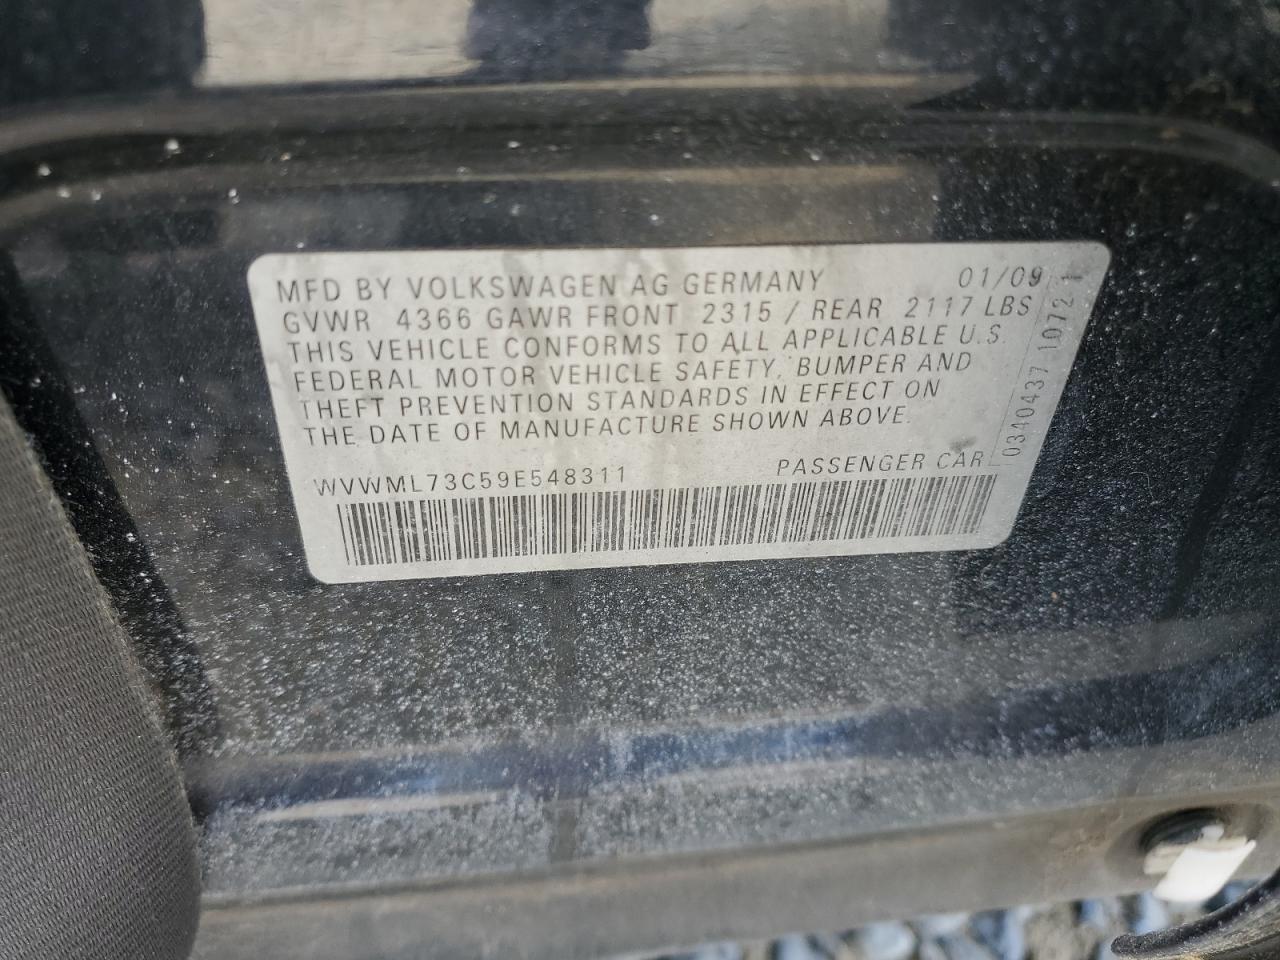 MFD BY VOLKSWAGEN AG GERMANY 01/09
GVWR 4366 GAWR FRONT 2315 / REAR 2117 LBS
THIS VEHICLE CONFORMS TO ALL APPLICABLE U.S.
FEDERAL MOTOR VEHICLE SAFETY, BUMPER AND
THEFT PREVENTION STANDARDS IN EFFECT ON
THE DATE OF MANUFACTURE SHOWN ABOVE.
WVWML73C59E548311 PASSENGER CAR
0340437 1072 1